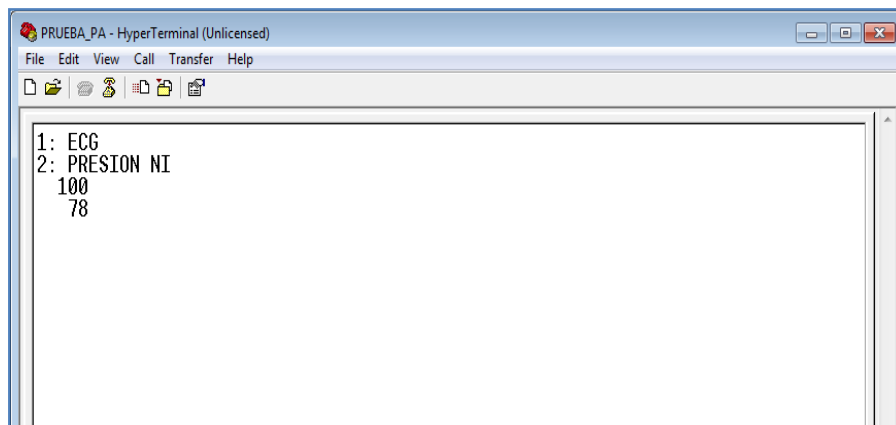 PRUEBA_PA - HyperTerminal (Unlicensed)
File Edit View Call Transfer Help
1: ECG
2: PRESION NI
100
78